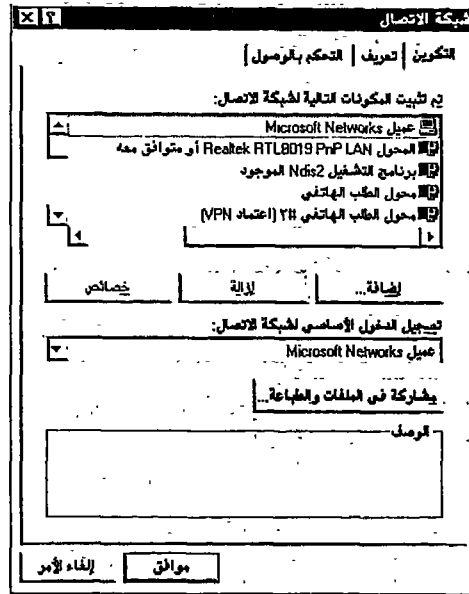 شبكة الاتصال
التكوين تعريف التحكم بالوصول
تم تثبيت المكونات التالية لشبكة الاتصال:
عميل Microsoft Networks
المحول Realtek RTL8019 PnP LAN أو متوافق معه
برنامج التشغيل Ndis2 الموجود
محول الطلب الهاتفي
محول الطلب الهاتفي #٢ (اعتماد VPN)
إضافة... إزالة خصائص
تسجيل الدخول الأساسي لشبكة الاتصال:
عميل Microsoft Networks
مشاركة في الملفات والطباعة...
الوصف
موافق إلغاء الأمر